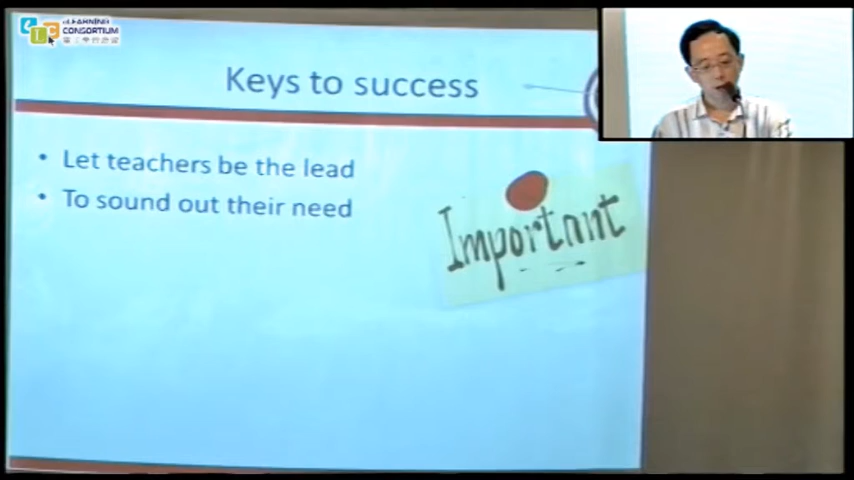 eLEARNING
CONSORTIUM
Keys to success
• Let teachers be the lead
• To sound out their need
Important